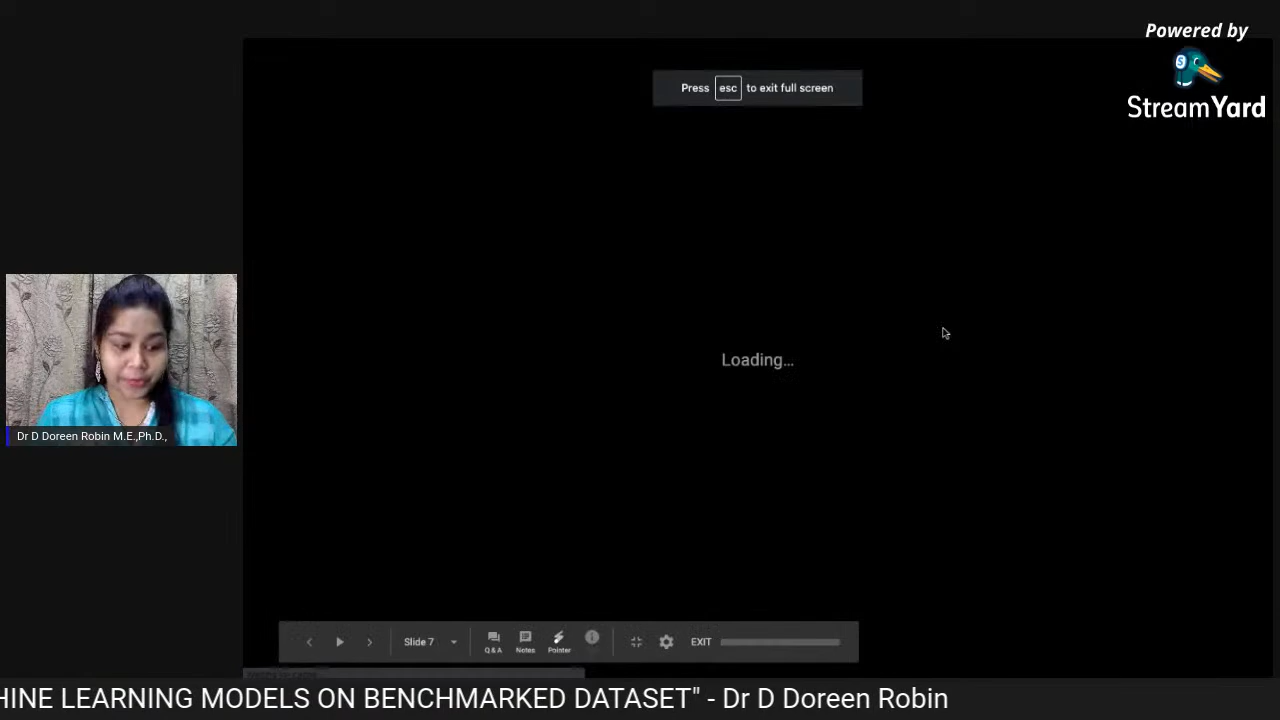 Powered by
StreamYard
Press esc to exit full screen
Loading...
Dr D Doreen Robin M.E.,Ph.D.,
Slide 7
Q & A
Notes
Pointer
EXIT
HINE LEARNING MODELS ON BENCHMARKED DATASET" - Dr D Doreen Robin